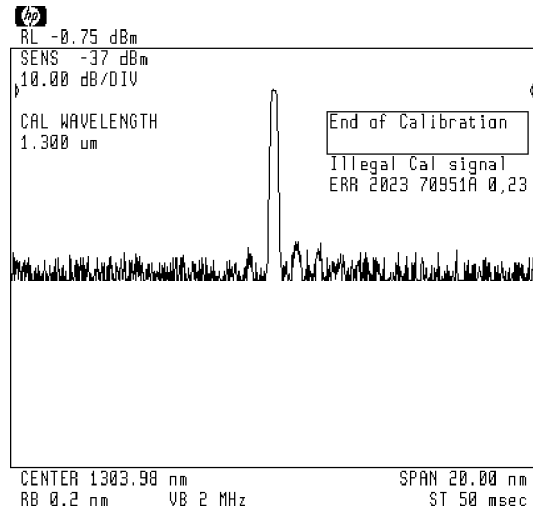 hp
RL -0.75 dBm
SENS -37 dBm
10.00 dB/DIV
CAL WAVELENGTH
1.300 um
End of Calibration
Illegal Cal signal
ERR 2023 70951A 0,23
CENTER 1303.98 nm
SPAN 20.00 nm
RB 0.2 nm
VB 2 MHz
ST 50 msec